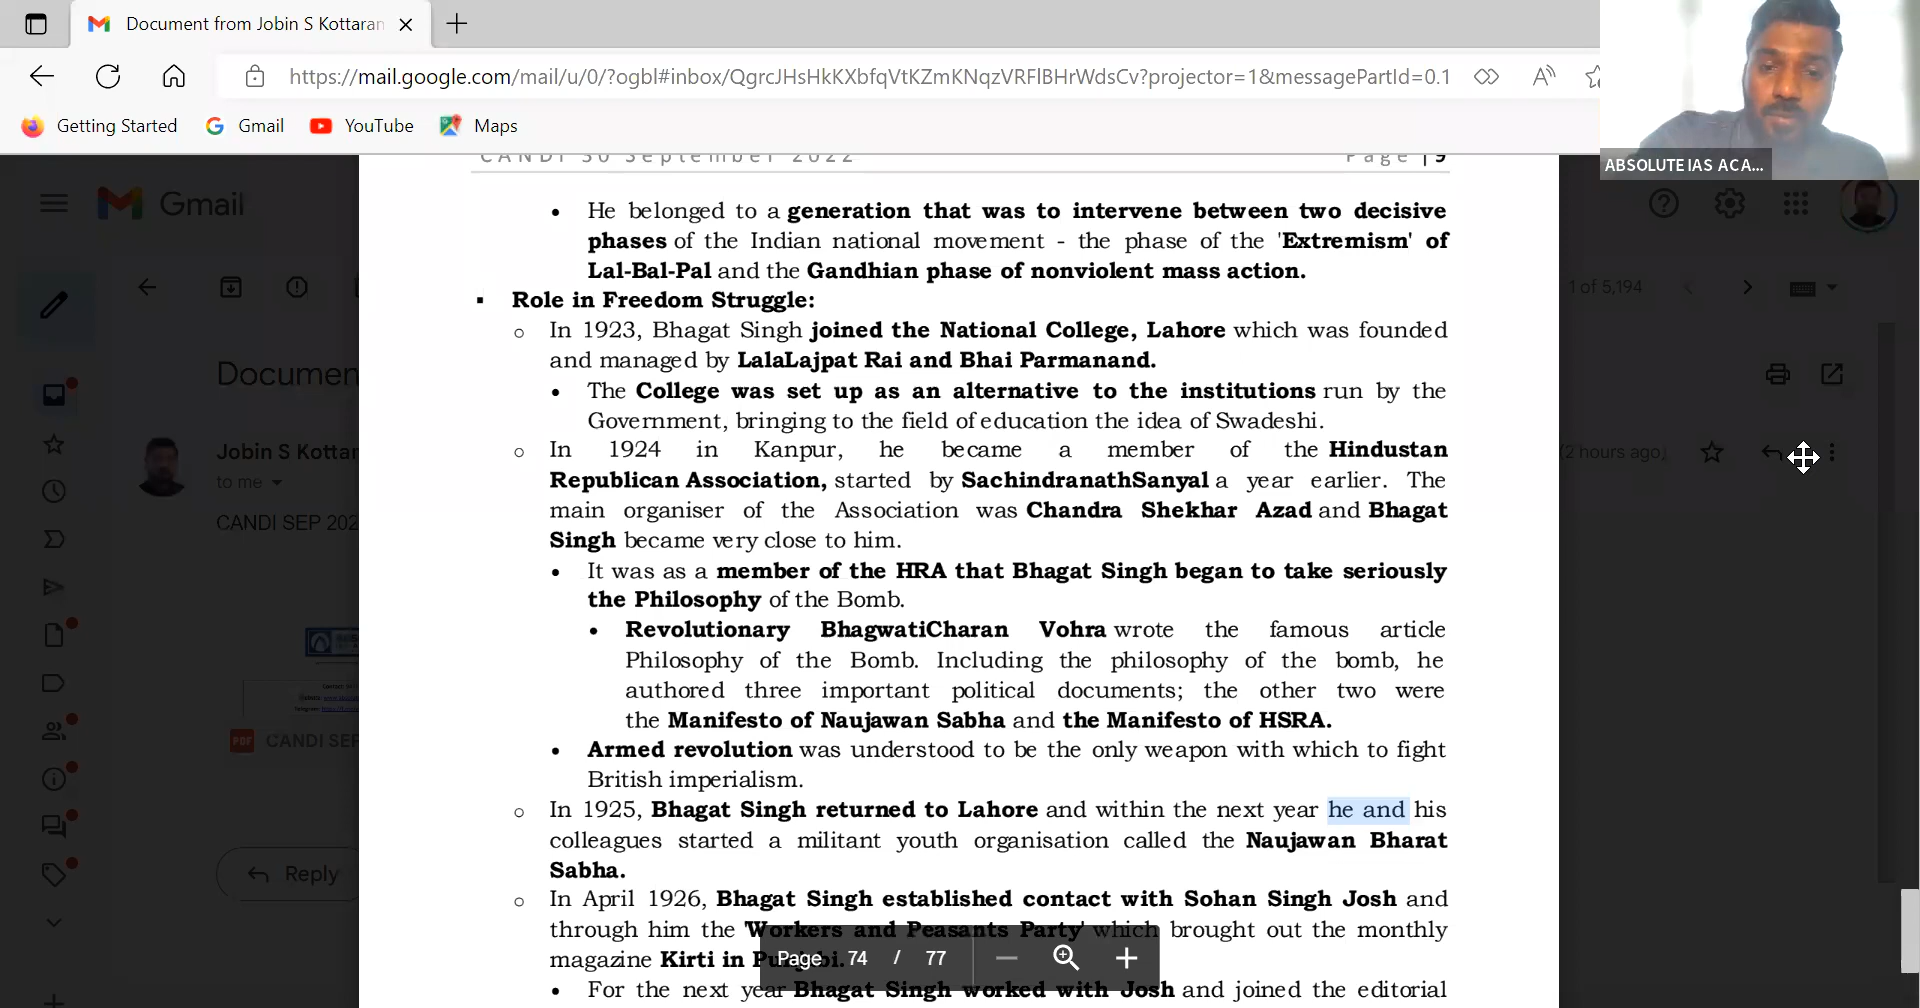 Document from Jobin S Kottaran
https://mail.google.com/mail/u/0/?ogbl#inbox/QgrcJHsHkKXbfqVtKZmKNqzVRFlBHrWdsCv?projector=1&messagePartId=0.1
Getting Started Gmail YouTube Maps
ABSOLUTE IAS ACA...
CANDI 30 September 2022 Page | 9
Gmail
He belonged to a generation that was to intervene between two decisive
phases of the Indian national movement - the phase of the 'Extremism' of
Lal-Bal-Pal and the Gandhian phase of nonviolent mass action.
1 of 5,194
Role in Freedom Struggle:
In 1923, Bhagat Singh joined the National College, Lahore which was founded
and managed by LalaLajpat Rai and Bhai Parmanand.
Documen
The College was set up as an alternative to the institutions run by the
Government, bringing to the field of education the idea of Swadeshi.
In 1924 in Kanpur, he became a member of the Hindustan
Jobin S Kottar
(2 hours ago)
Republican Association, started by SachindranathSanyal a year earlier. The
to me
main organiser of the Association was Chandra Shekhar Azad and Bhagat
CANDI SEP 202
Singh became very close to him.
It was as a member of the HRA that Bhagat Singh began to take seriously
the Philosophy of the Bomb.
Revolutionary BhagwatiCharan Vohra wrote the famous article
Philosophy of the Bomb. Including the philosophy of the bomb, he
authored three important political documents; the other two were
the Manifesto of Naujawan Sabha and the Manifesto of HSRA.
PDF CANDI SEP
Armed revolution was understood to be the only weapon with which to fight
British imperialism.
In 1925, Bhagat Singh returned to Lahore and within the next year he and his
colleagues started a militant youth organisation called the Naujawan Bharat
Sabha.
Reply
In April 1926, Bhagat Singh established contact with Sohan Singh Josh and
through him the 'Workers and Peasants Party' which brought out the monthly
magazine Kirti in Punjabi.
Page 74 / 77
For the next year Bhagat Singh worked with Josh and joined the editorial